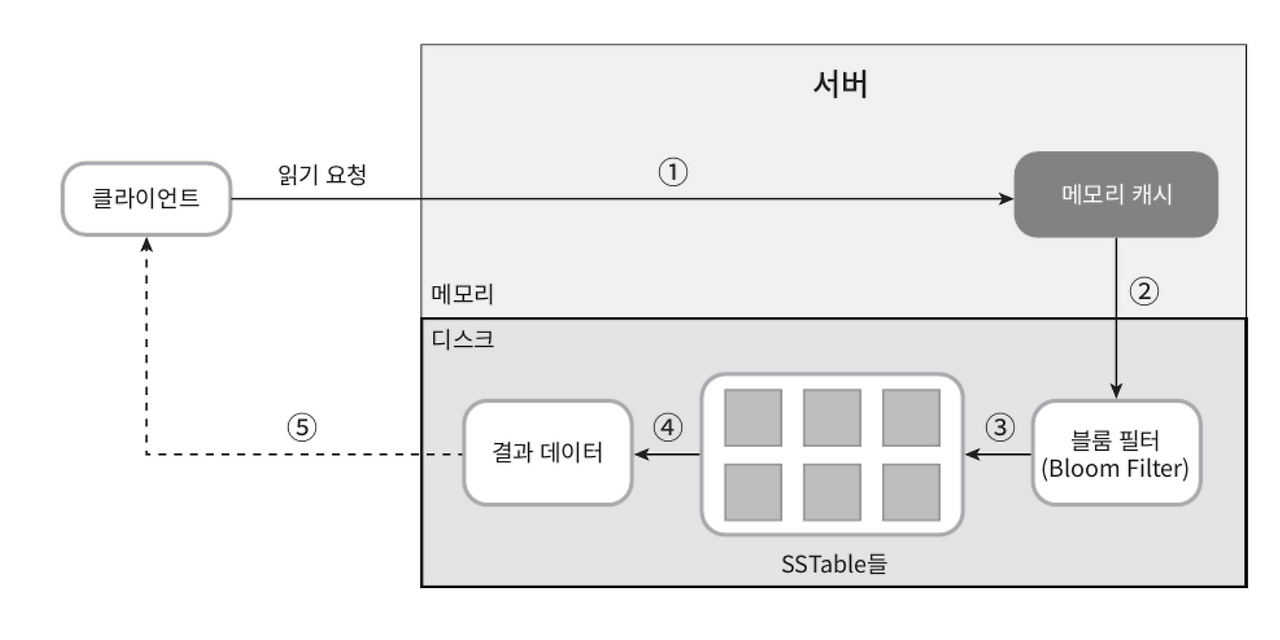 서버
읽기 요청
①
클라이언트
메모리 캐시
메모리
②
디스크
⑤
결과 데이터
④
③
블룸 필터
(Bloom Filter)
SSTable들